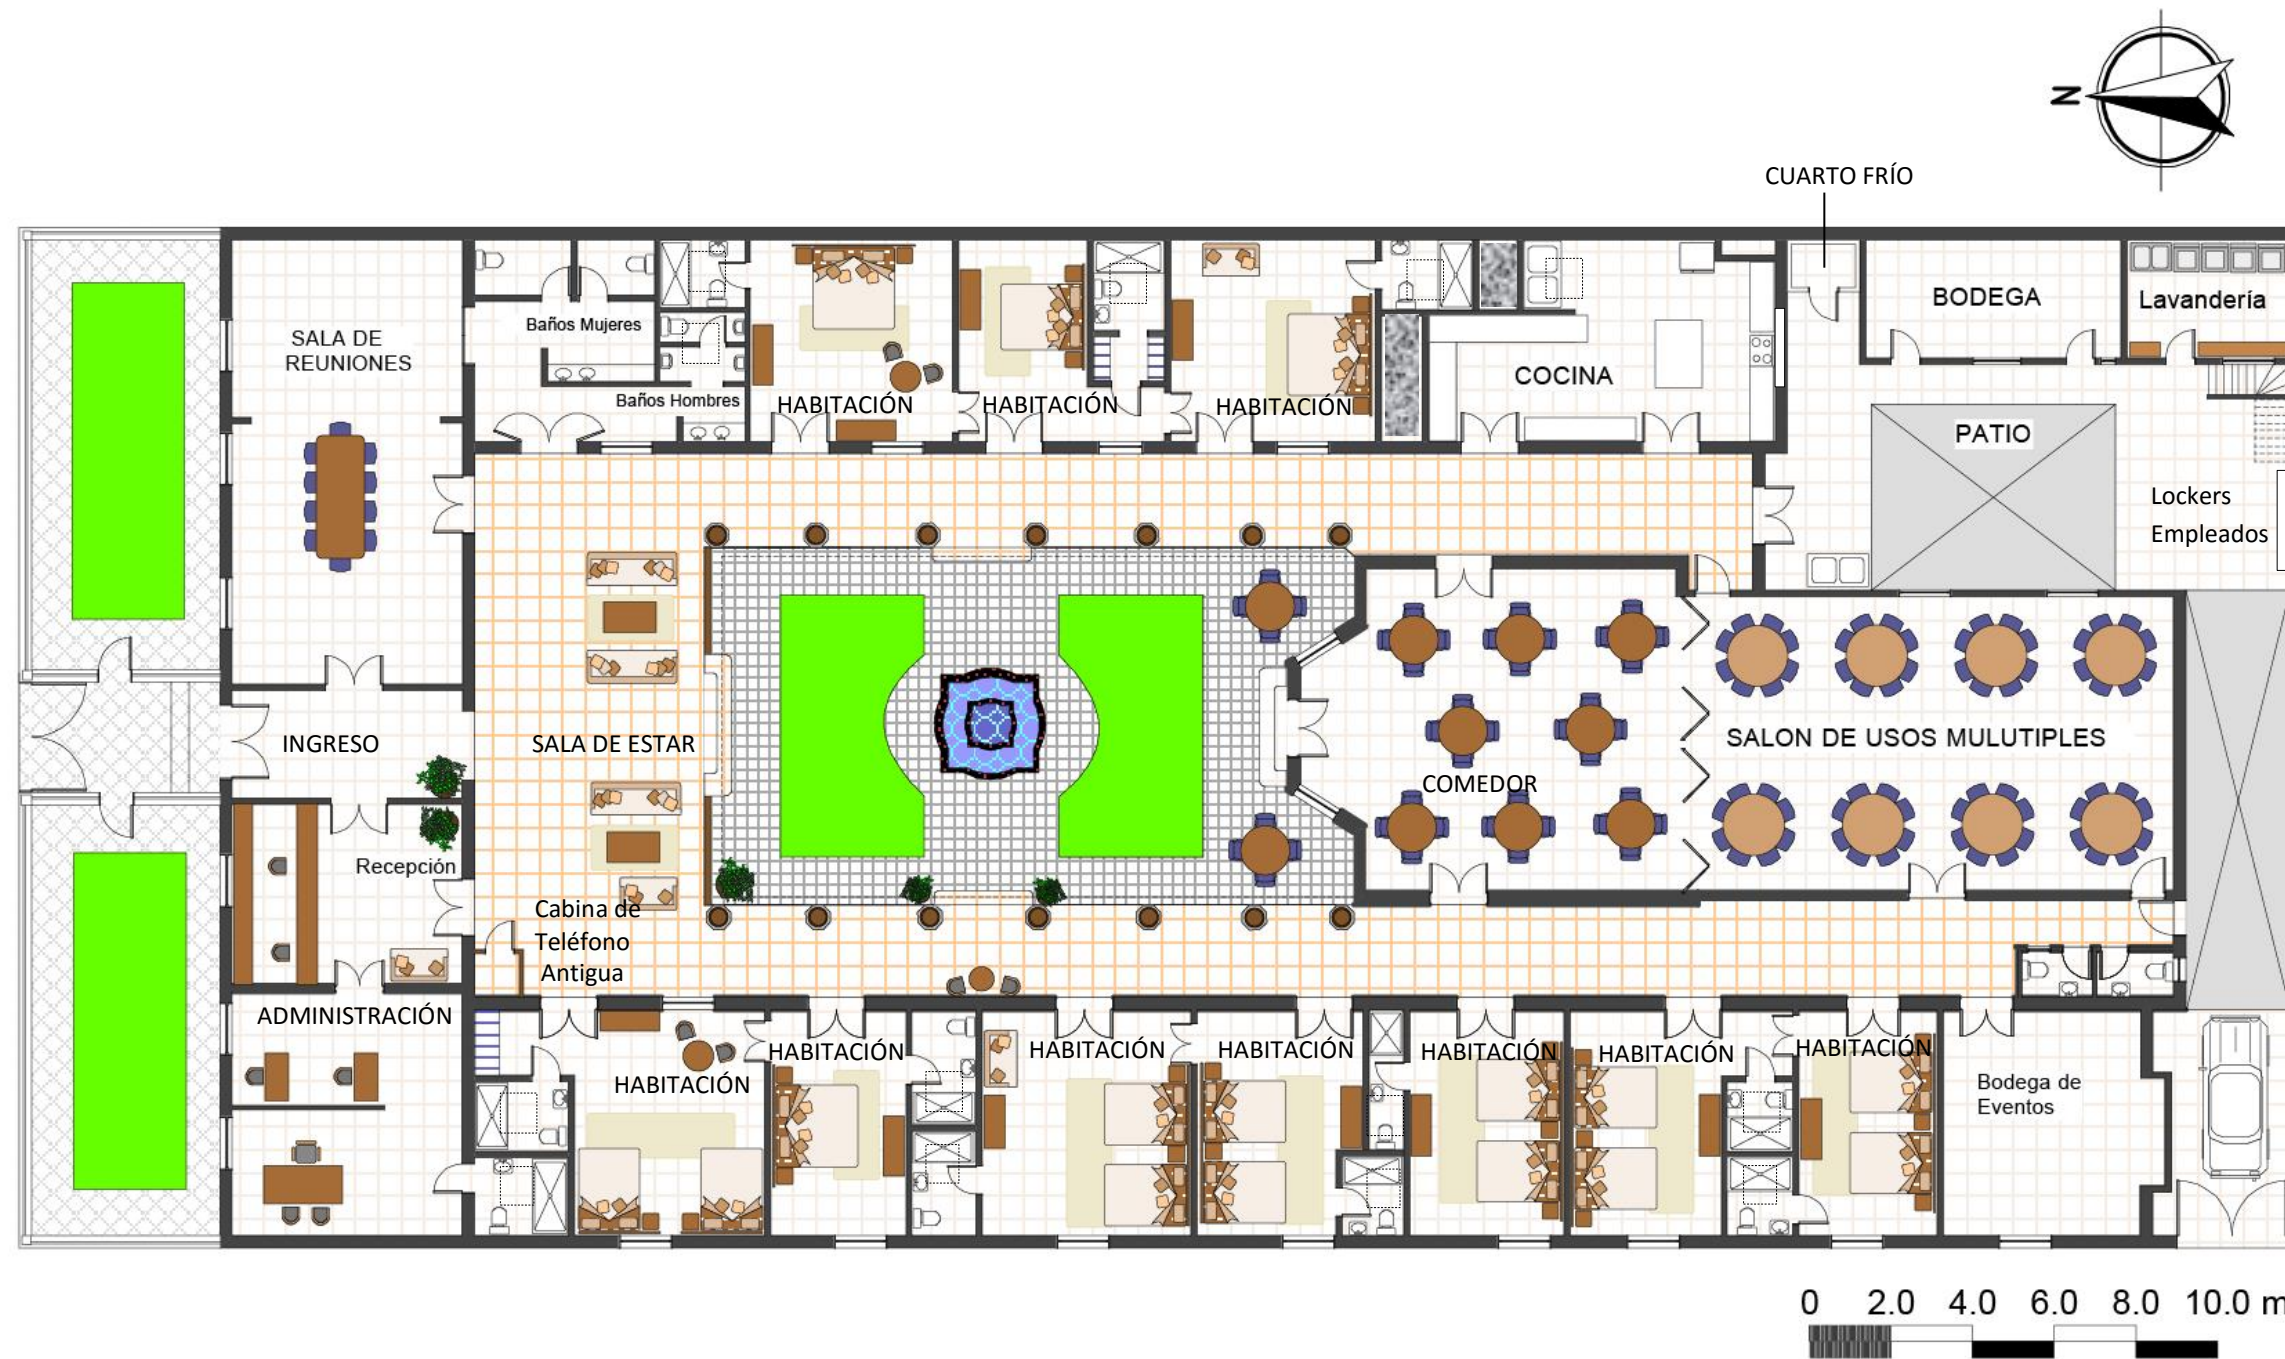 N
CUARTO FRÍO
SALA DE
REUNIONES
Baños Mujeres
Baños Hombres
HABITACIÓN
HABITACIÓN
HABITACIÓN
COCINA
BODEGA
Lavandería
PATIO
Lockers
Empleados
INGRESO
SALA DE ESTAR
COMEDOR
SALON DE USOS MULUTIPLES
Recepción
Cabina de
Teléfono
Antigua
ADMINISTRACIÓN
HABITACIÓN
HABITACIÓN
HABITACIÓN
HABITACIÓN
HABITACIÓN
HABITACIÓN
HABITACIÓN
Bodega de
Eventos
0 2.0 4.0 6.0 8.0 10.0 m